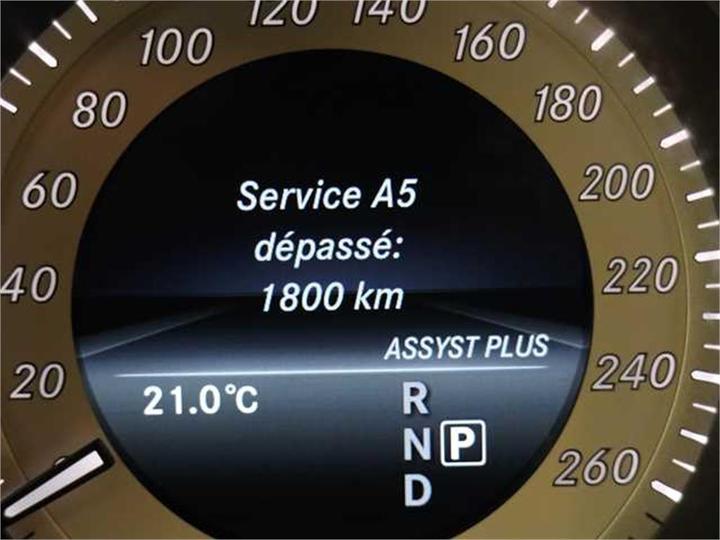 120 140
100 160
80 180
60 200
Service A5
dépassé:
1800 km
40 220
ASSYST PLUS
20 240
21.0°C
R
N P
D
260